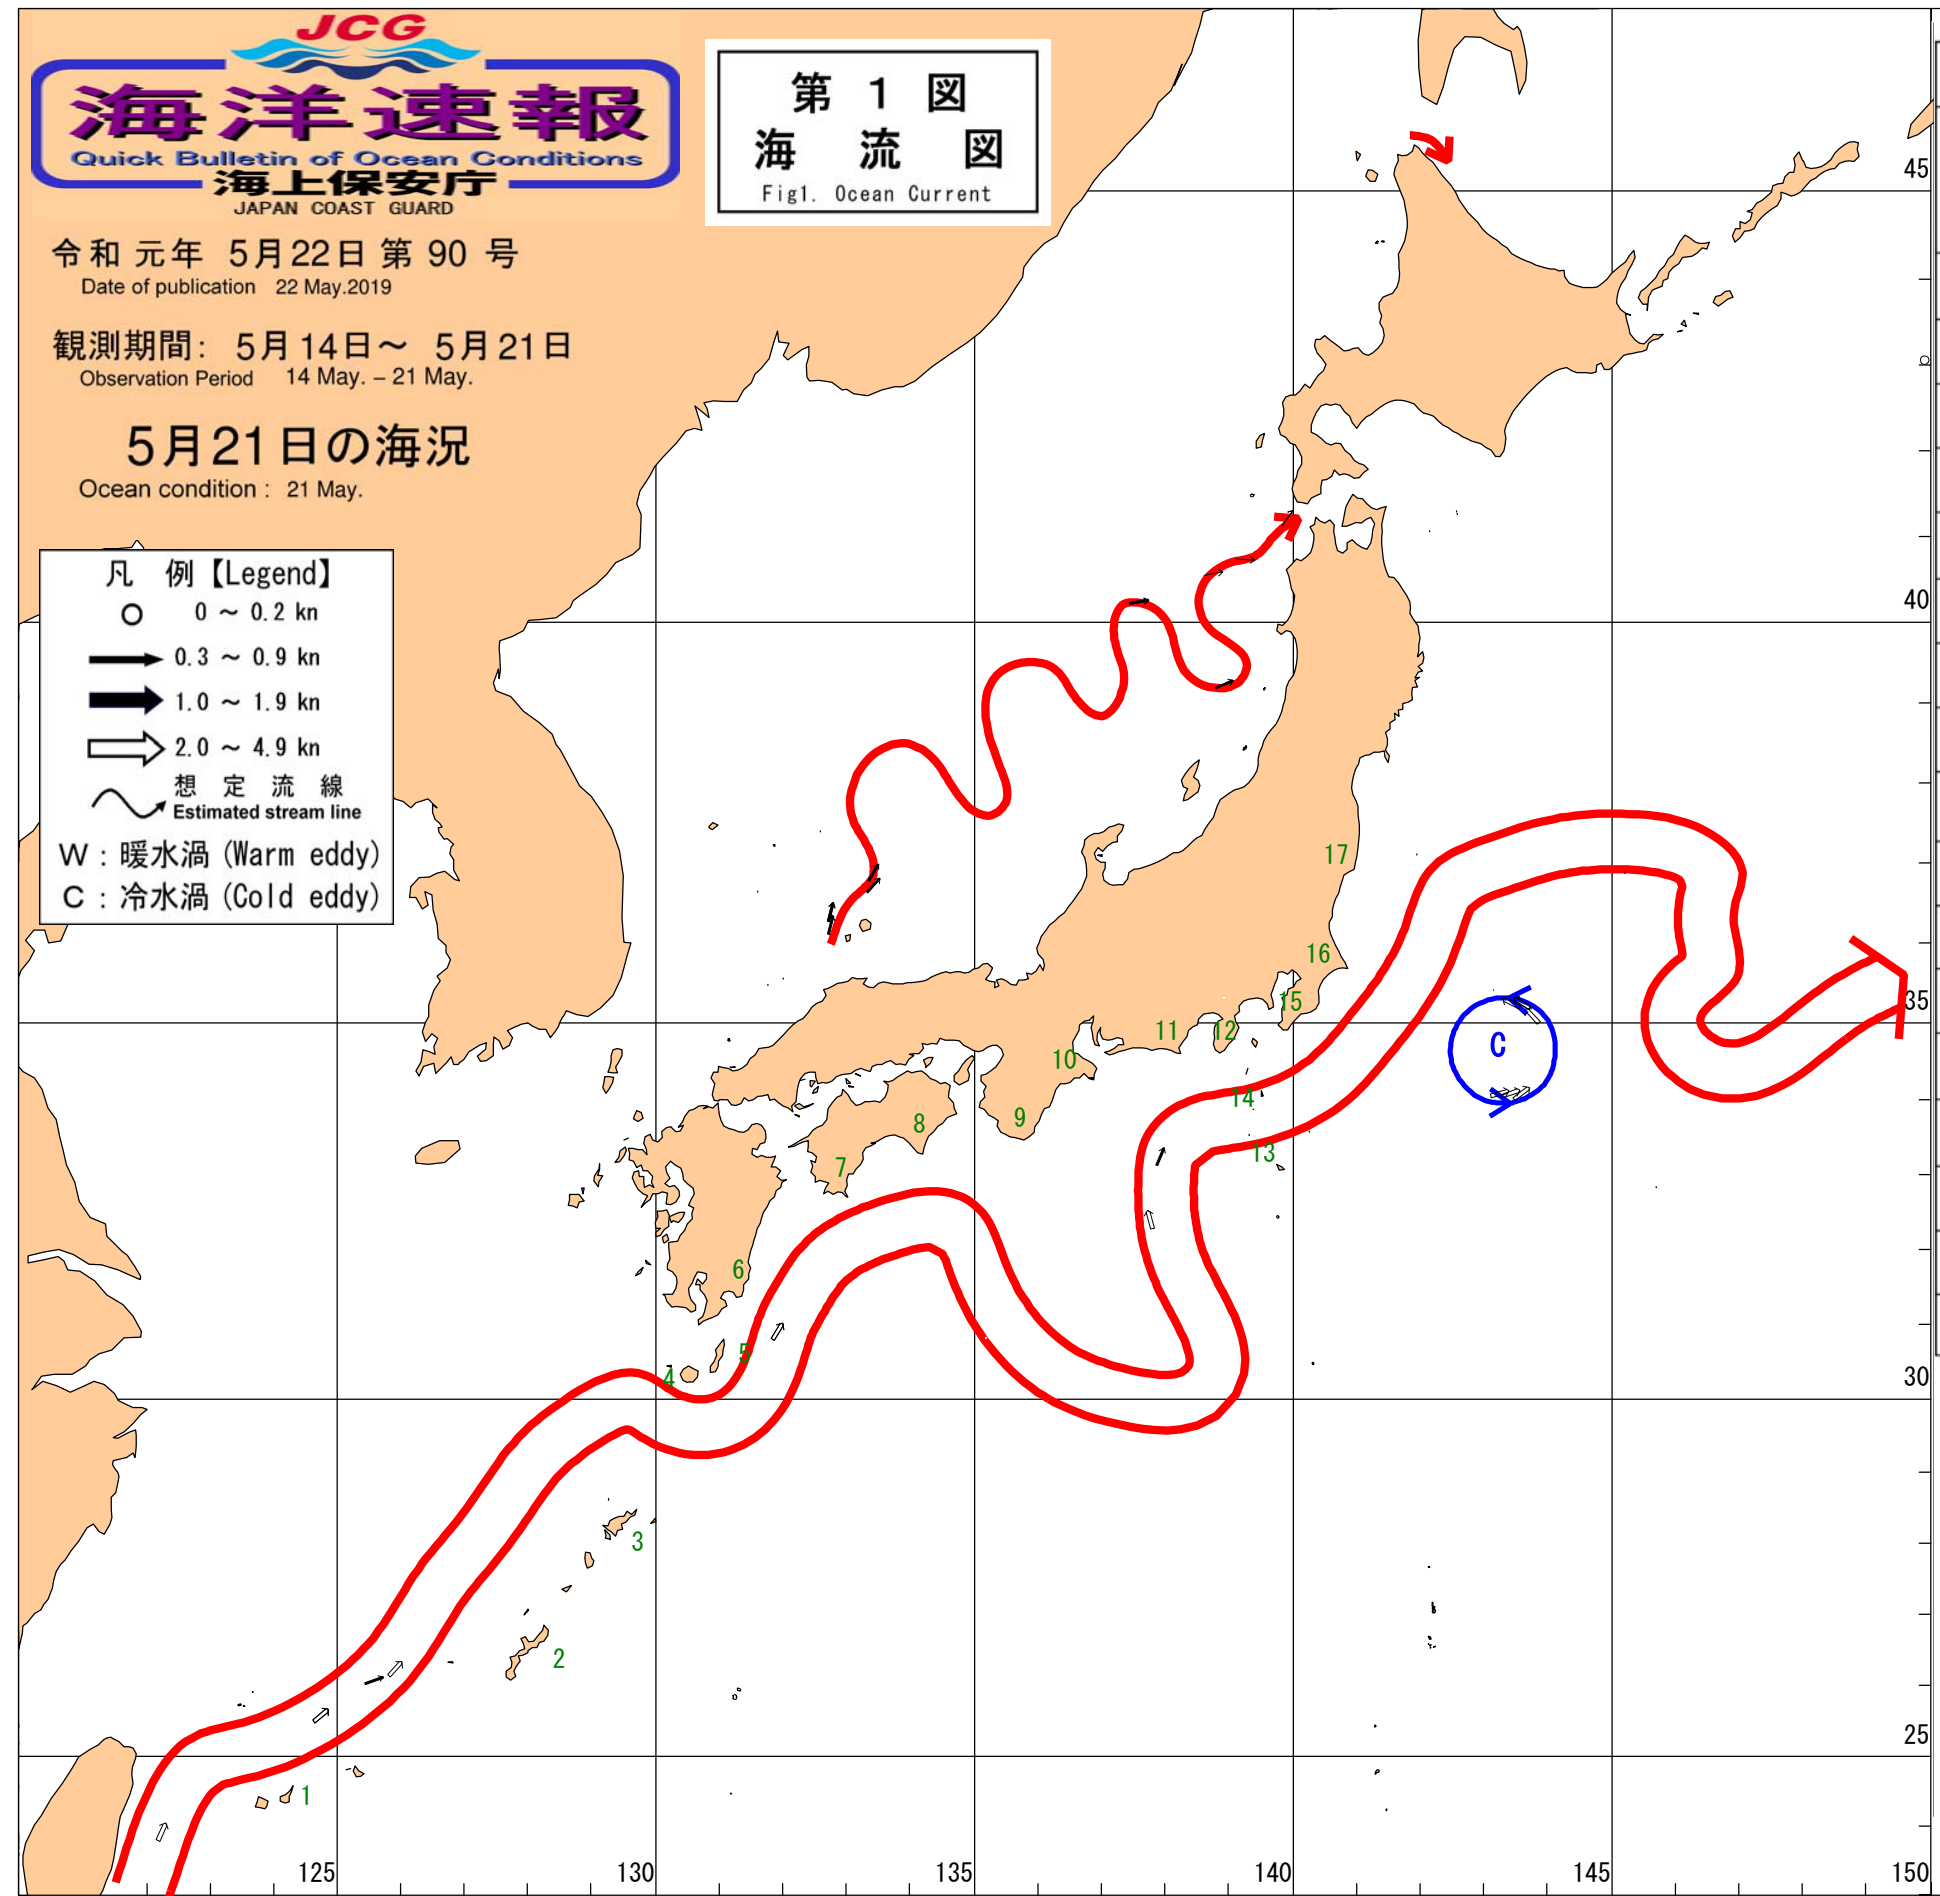 JCG
海洋速報
Quick Bulletin of Ocean Conditions
海上保安庁
JAPAN COAST GUARD
第 1 図
海 流 図
Fig1. Ocean Current
令和 元年 5月22日 第 90 号
Date of publication 22 May.2019
観測期間: 5月14日～ 5月21日
Observation Period 14 May. – 21 May.
5月21日の海況
Ocean condition : 21 May.
凡 例【Legend】
0 ～ 0.2 kn
0.3 ～ 0.9 kn
1.0 ～ 1.9 kn
2.0 ～ 4.9 kn
想 定 流 線
Estimated stream line
W : 暖水渦 (Warm eddy)
C : 冷水渦 (Cold eddy)
45
40
17
16
35
15
12
11
C
10
14
9
8
13
7
6
5
4
30
3
2
25
1
125
130
135
140
145
150